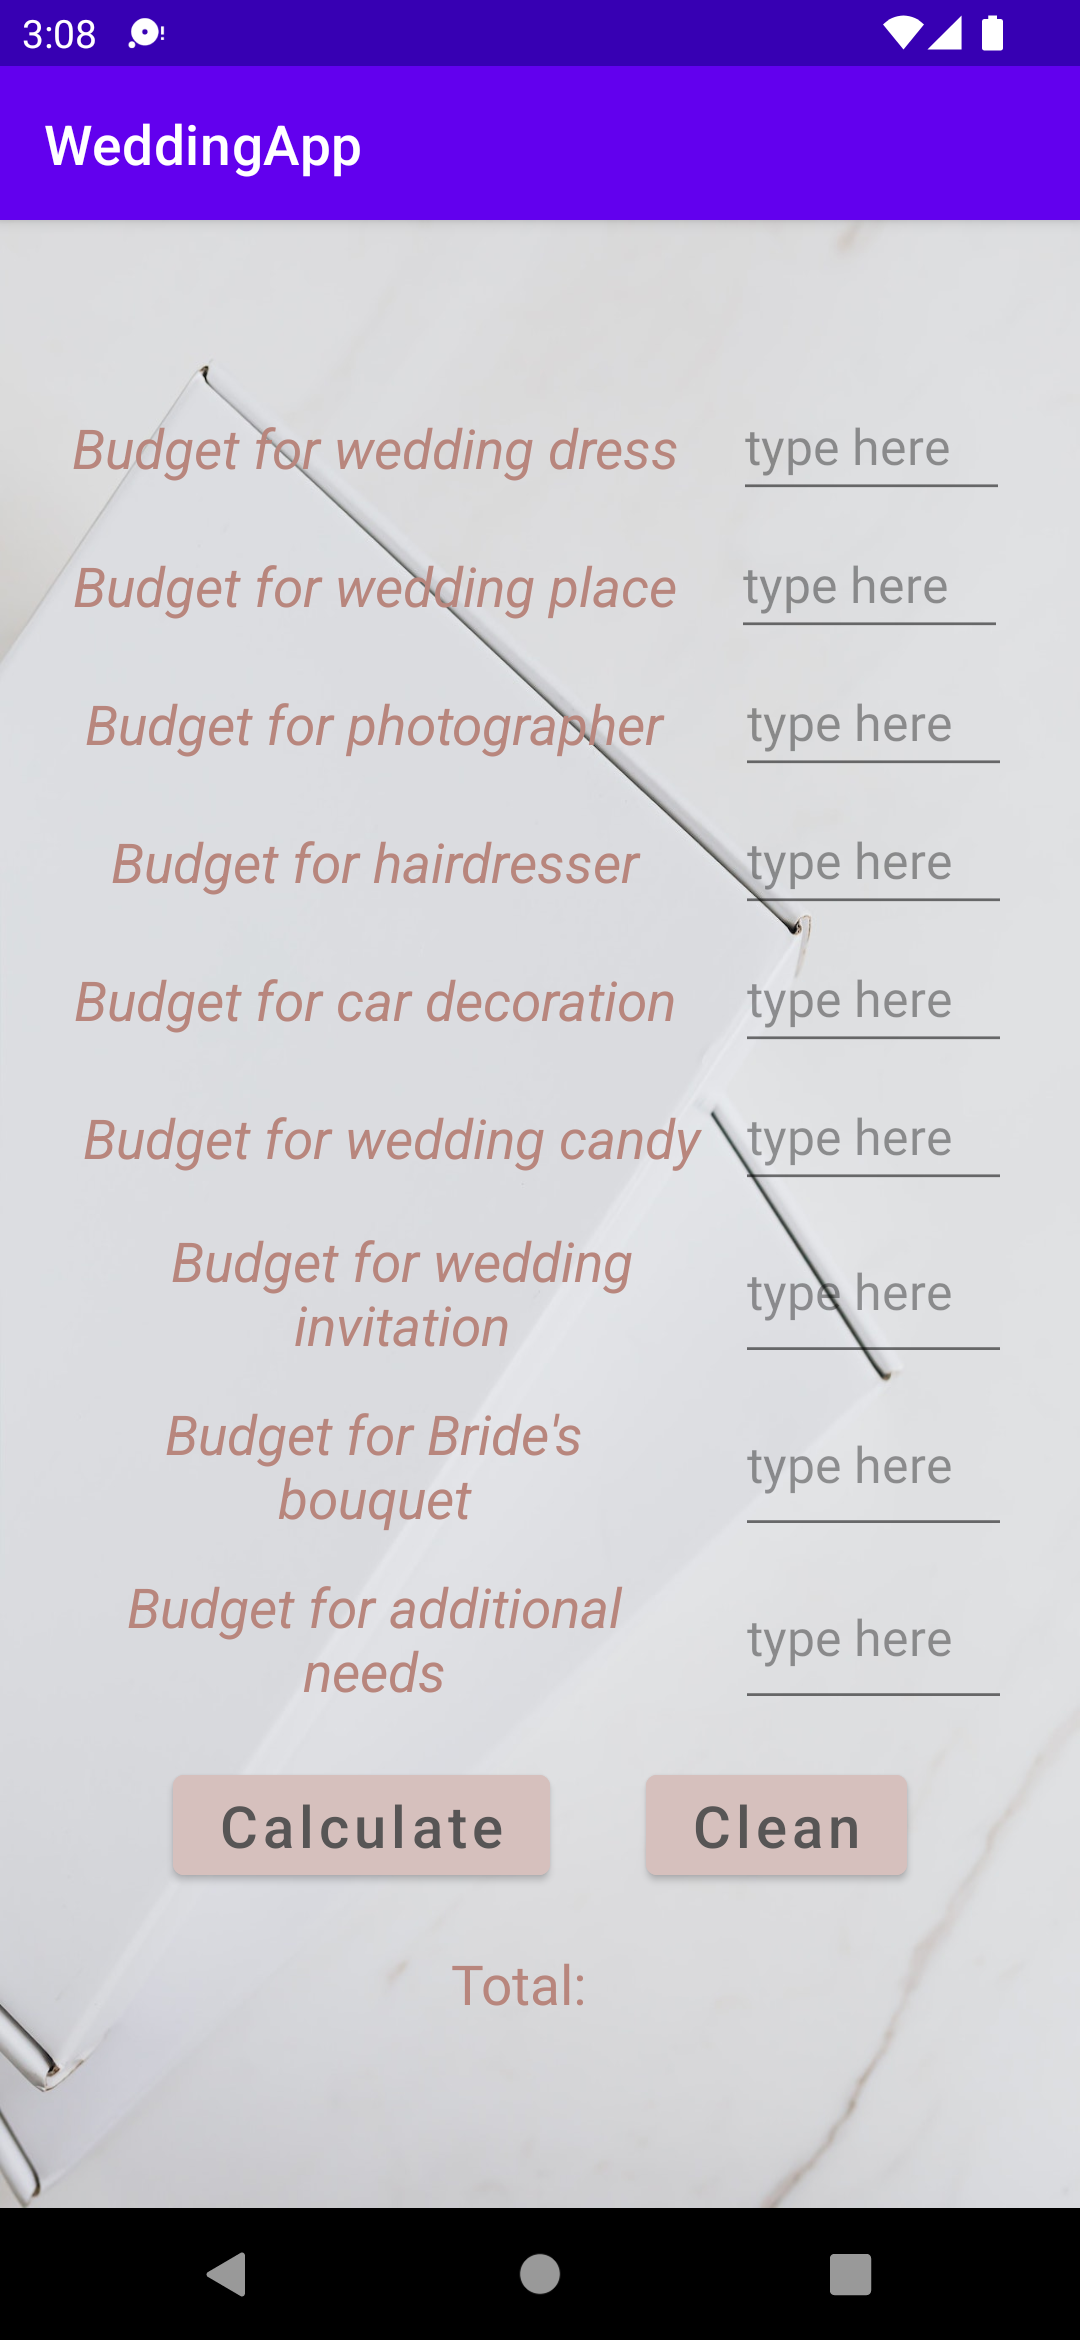 3:08
WeddingApp
Budget for wedding dress type here
Budget for wedding place type here
Budget for photographer type here
Budget for hairdresser type here
Budget for car decoration type here
Budget for wedding candy type here
Budget for wedding
invitation
type here
Budget for Bride's
bouquet
type here
Budget for additional
needs
type here
Calculate Clean
Total: